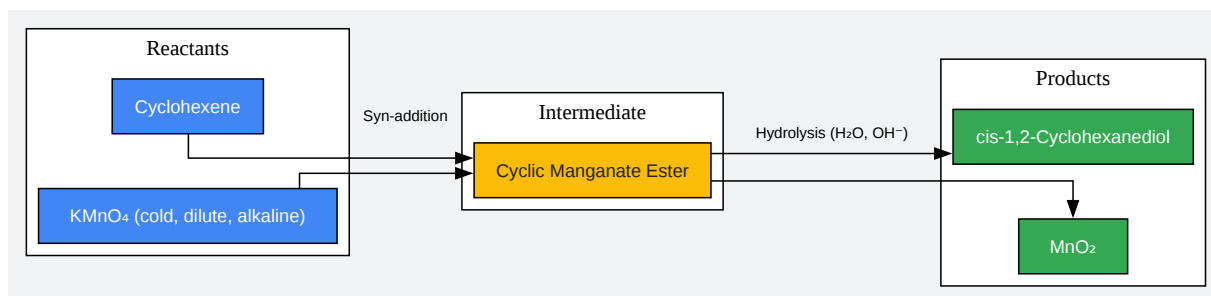 Reactants
Cyclohexene
KMnO₄ (cold, dilute, alkaline)
Syn-addition
Intermediate
Cyclic Manganate Ester
Hydrolysis (H₂O, OH⁻)
Products
cis-1,2-Cyclohexanediol
MnO₂